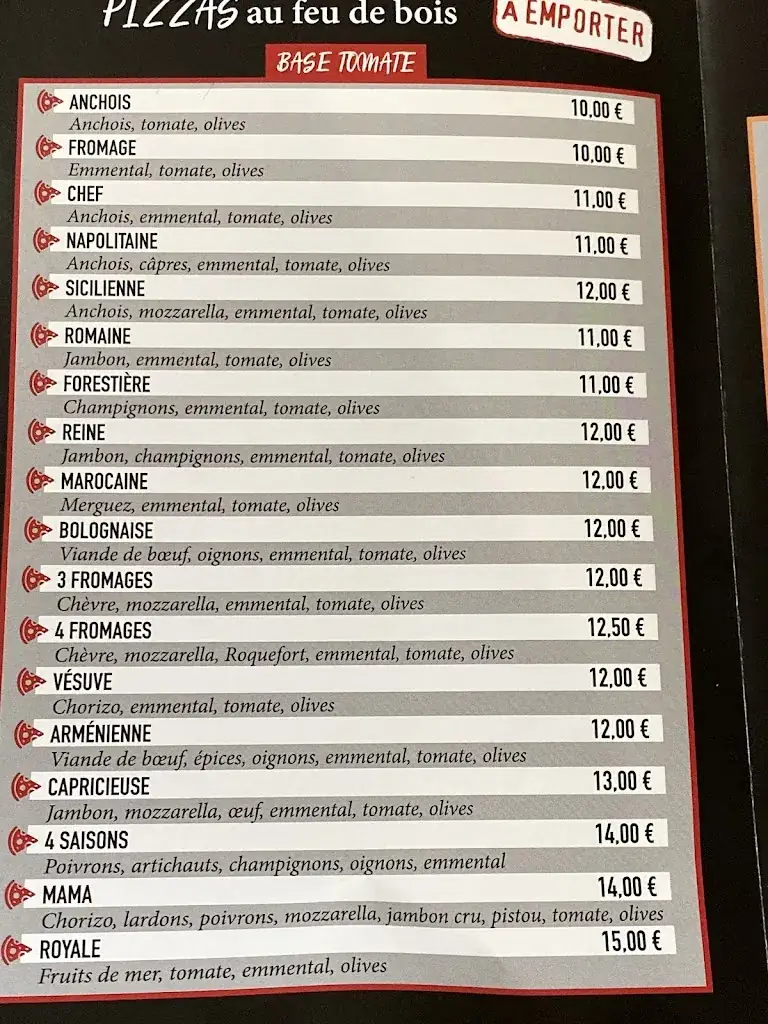 PIZZAS au feu de bois
A EMPORTER
BASE TOMATE
ANCHOIS 10,00 €
Anchois, tomate, olives
FROMAGE 10,00 €
Emmental, tomate, olives
CHEF 11,00 €
Anchois, emmental, tomate, olives
NAPOLITAINE 11,00 €
Anchois, câpres, emmental, tomate, olives
SICILIENNE 12,00 €
Anchois, mozzarella, emmental, tomate, olives
ROMAINE 11,00 €
Jambon, emmental, tomate, olives
FORESTIÈRE 11,00 €
Champignons, emmental, tomate, olives
REINE 12,00 €
Jambon, champignons, emmental, tomate, olives
MAROCAINE 12,00 €
Merguez, emmental, tomate, olives
BOLOGNAISE 12,00 €
Viande de bœuf, oignons, emmental, tomate, olives
3 FROMAGES 12,00 €
Chèvre, mozzarella, emmental, tomate, olives
4 FROMAGES 12,50 €
Chèvre, mozzarella, Roquefort, emmental, tomate, olives
VÉSUVE 12,00 €
Chorizo, emmental, tomate, olives
ARMÉNIENNE 12,00 €
Viande de bœuf, épices, oignons, emmental, tomate, olives
CAPRICIEUSE 13,00 €
Jambon, mozzarella, œuf, emmental, tomate, olives
4 SAISONS 14,00 €
Poivrons, artichauts, champignons, oignons, emmental
MAMA 14,00 €
Chorizo, lardons, poivrons, mozzarella, jambon cru, pistou, tomate, olives
ROYALE 15,00 €
Fruits de mer, tomate, emmental, olives